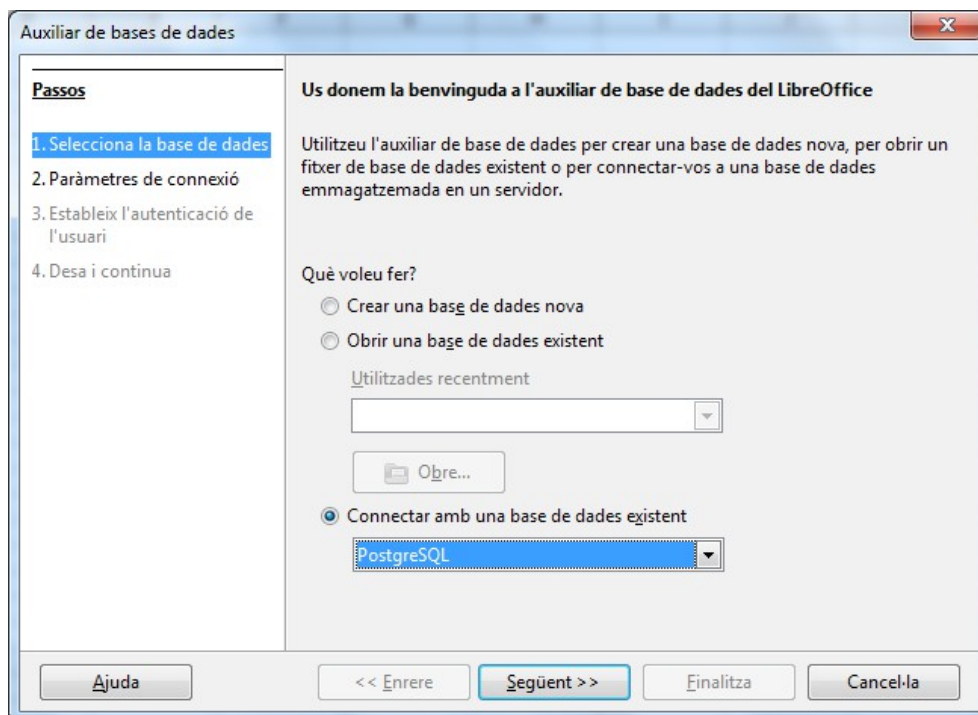 Auxiliar de bases de dades
Passos
1. Selecciona la base de dades
2. Paràmetres de connexió
3. Estableix l'autenticació de
l'usuari
4. Desa i continua
Us donem la benvinguda a l'auxiliar de base de dades del LibreOffice
Utilitzeu l'auxiliar de base de dades per crear una base de dades nova, per obrir un
fitxer de base de dades existent o per connectar-vos a una base de dades
emmagatzemada en un servidor.
Què voleu fer?
Crear una base de dades nova
Obrir una base de dades existent
Utilitzades recentment
Obre...
Connectar amb una base de dades existent
PostgreSQL
Ajuda
<< Enrere
Següent >>
Finalitza
Cancel·la